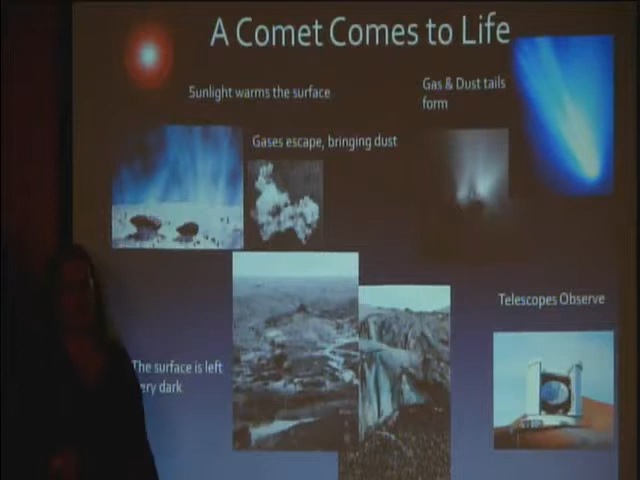 A Comet Comes to Life
Sunlight warms the surface
Gas & Dust tails
form
Gases escape, bringing dust
Telescopes Observe
The surface is left
ery dark